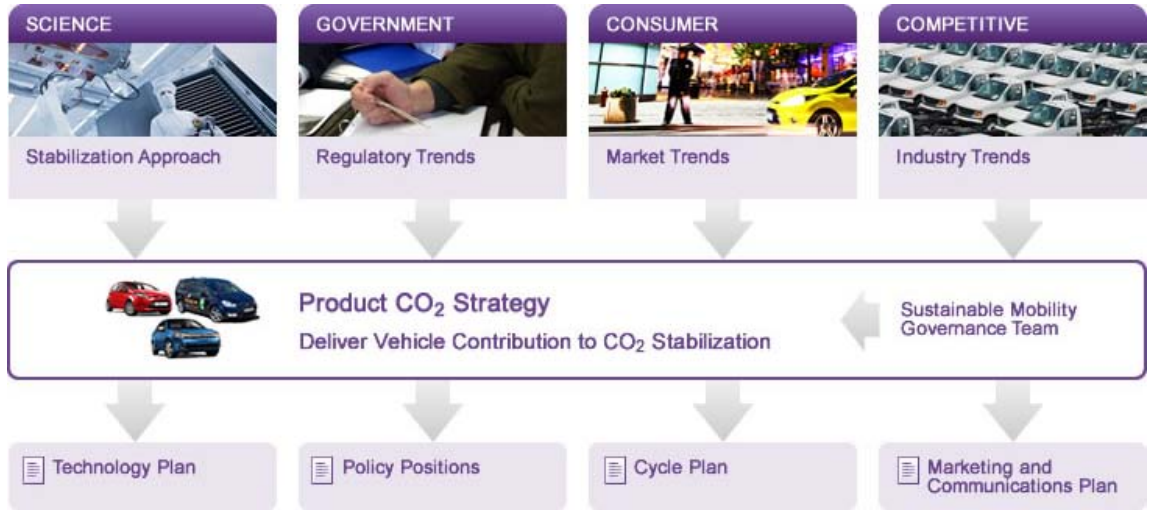 SCIENCE
GOVERNMENT
CONSUMER
COMPETITIVE
Stabilization Approach
Regulatory Trends
Market Trends
Industry Trends
Product CO₂ Strategy
Deliver Vehicle Contribution to CO₂ Stabilization
Sustainable Mobility
Governance Team
Technology Plan
Policy Positions
Cycle Plan
Marketing and
Communications Plan